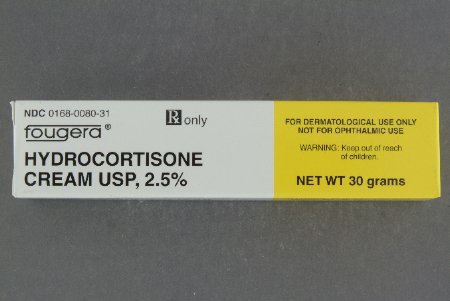 NDC 0168-0080-31
fougera®
HYDROCORTISONE
CREAM USP, 2.5%
Rx only
FOR DERMATOLOGICAL USE ONLY
NOT FOR OPHTHALMIC USE
WARNING: Keep out of reach
of children.
NET WT 30 grams